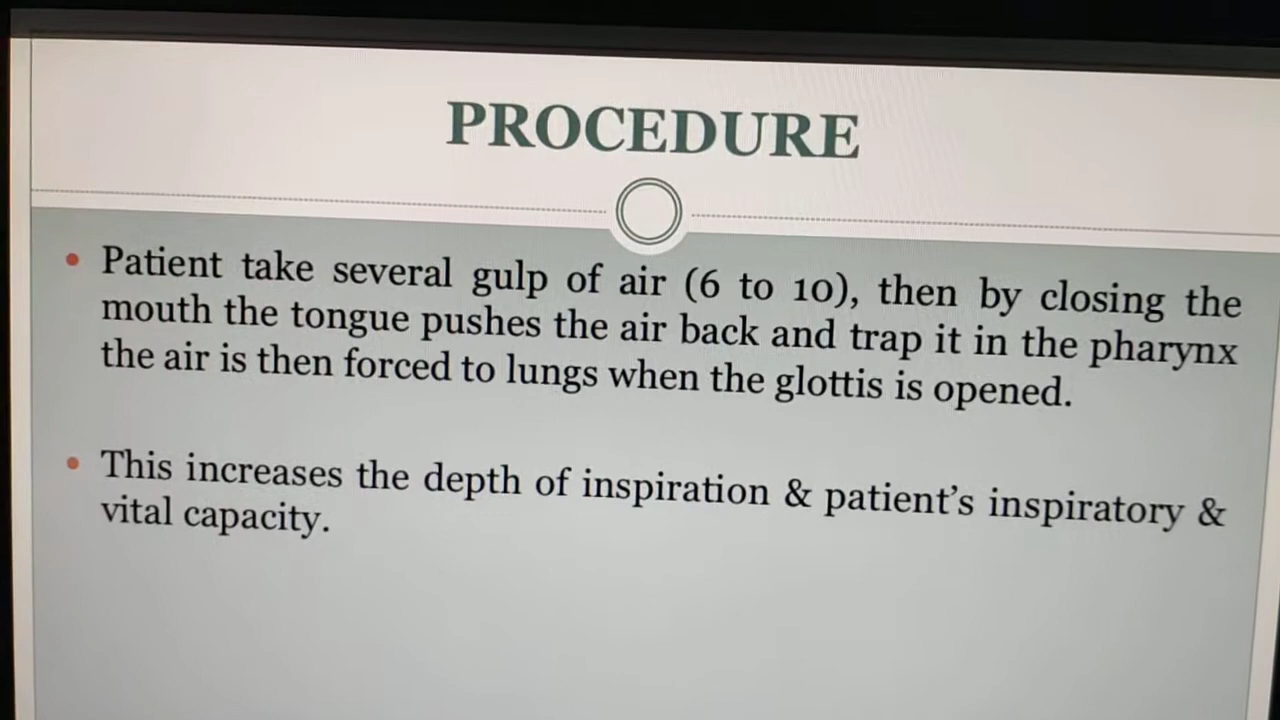 PROCEDURE
• Patient take several gulp of air (6 to 10), then by closing the
mouth the tongue pushes the air back and trap it in the pharynx
the air is then forced to lungs when the glottis is opened.
• This increases the depth of inspiration & patient's inspiratory &
vital capacity.